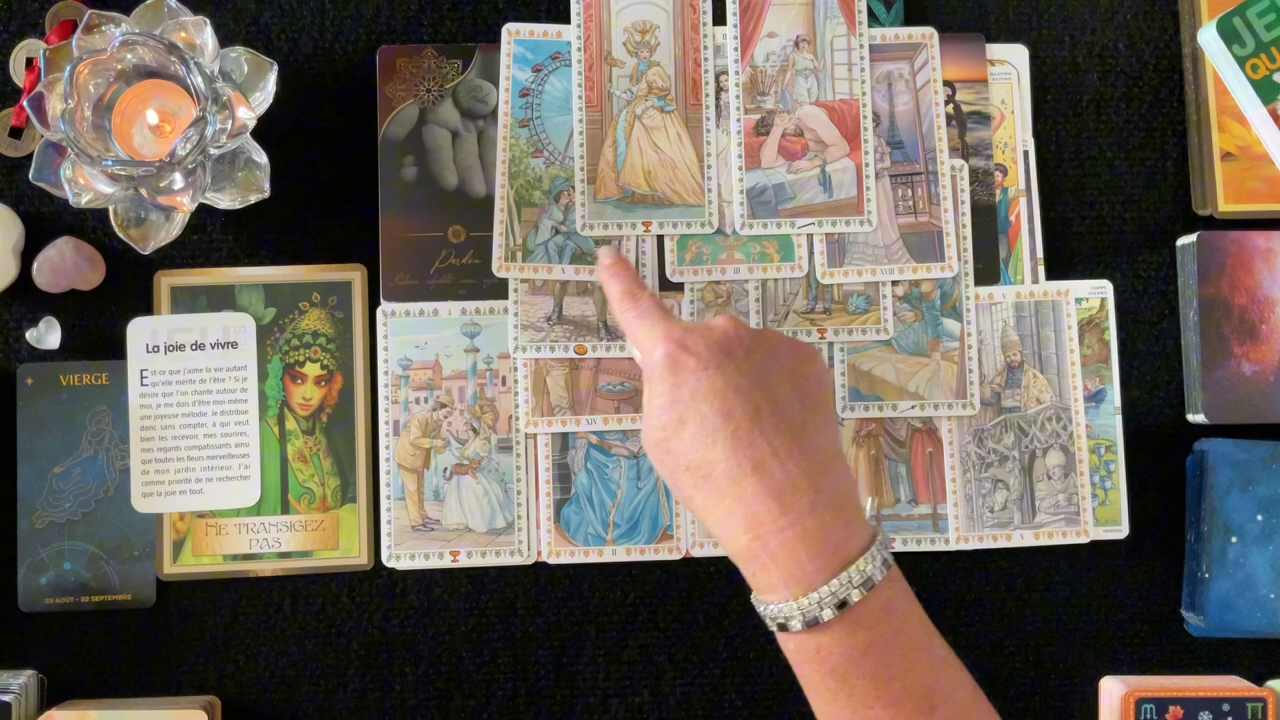 JE
QU
Pardon
X
III
XVIII
V
XIV
I
II
V
VIERGE
23 AOÛT - 22 SEPTEMBRE
La joie de vivre
Est-ce que j'aime la vie autant
qu'elle mérite de l'être ? Si je
désire que l'on chante autour de
moi, je me dois d'être moi-même
une joyeuse mélodie. Je distribue
donc sans compter, à qui veut
bien les recevoir, mes sourires,
mes regards compatissants ainsi
que toutes les fleurs merveilleuses
de mon jardin intérieur. J'ai
comme priorité de ne rechercher
que la joie en tout.
NE TRANSIGEZ
PAS